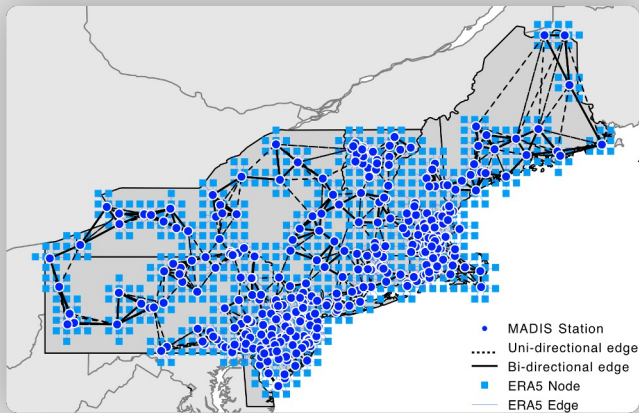 MADIS Station
Uni-directional edge
Bi-directional edge
ERA5 Node
ERA5 Edge